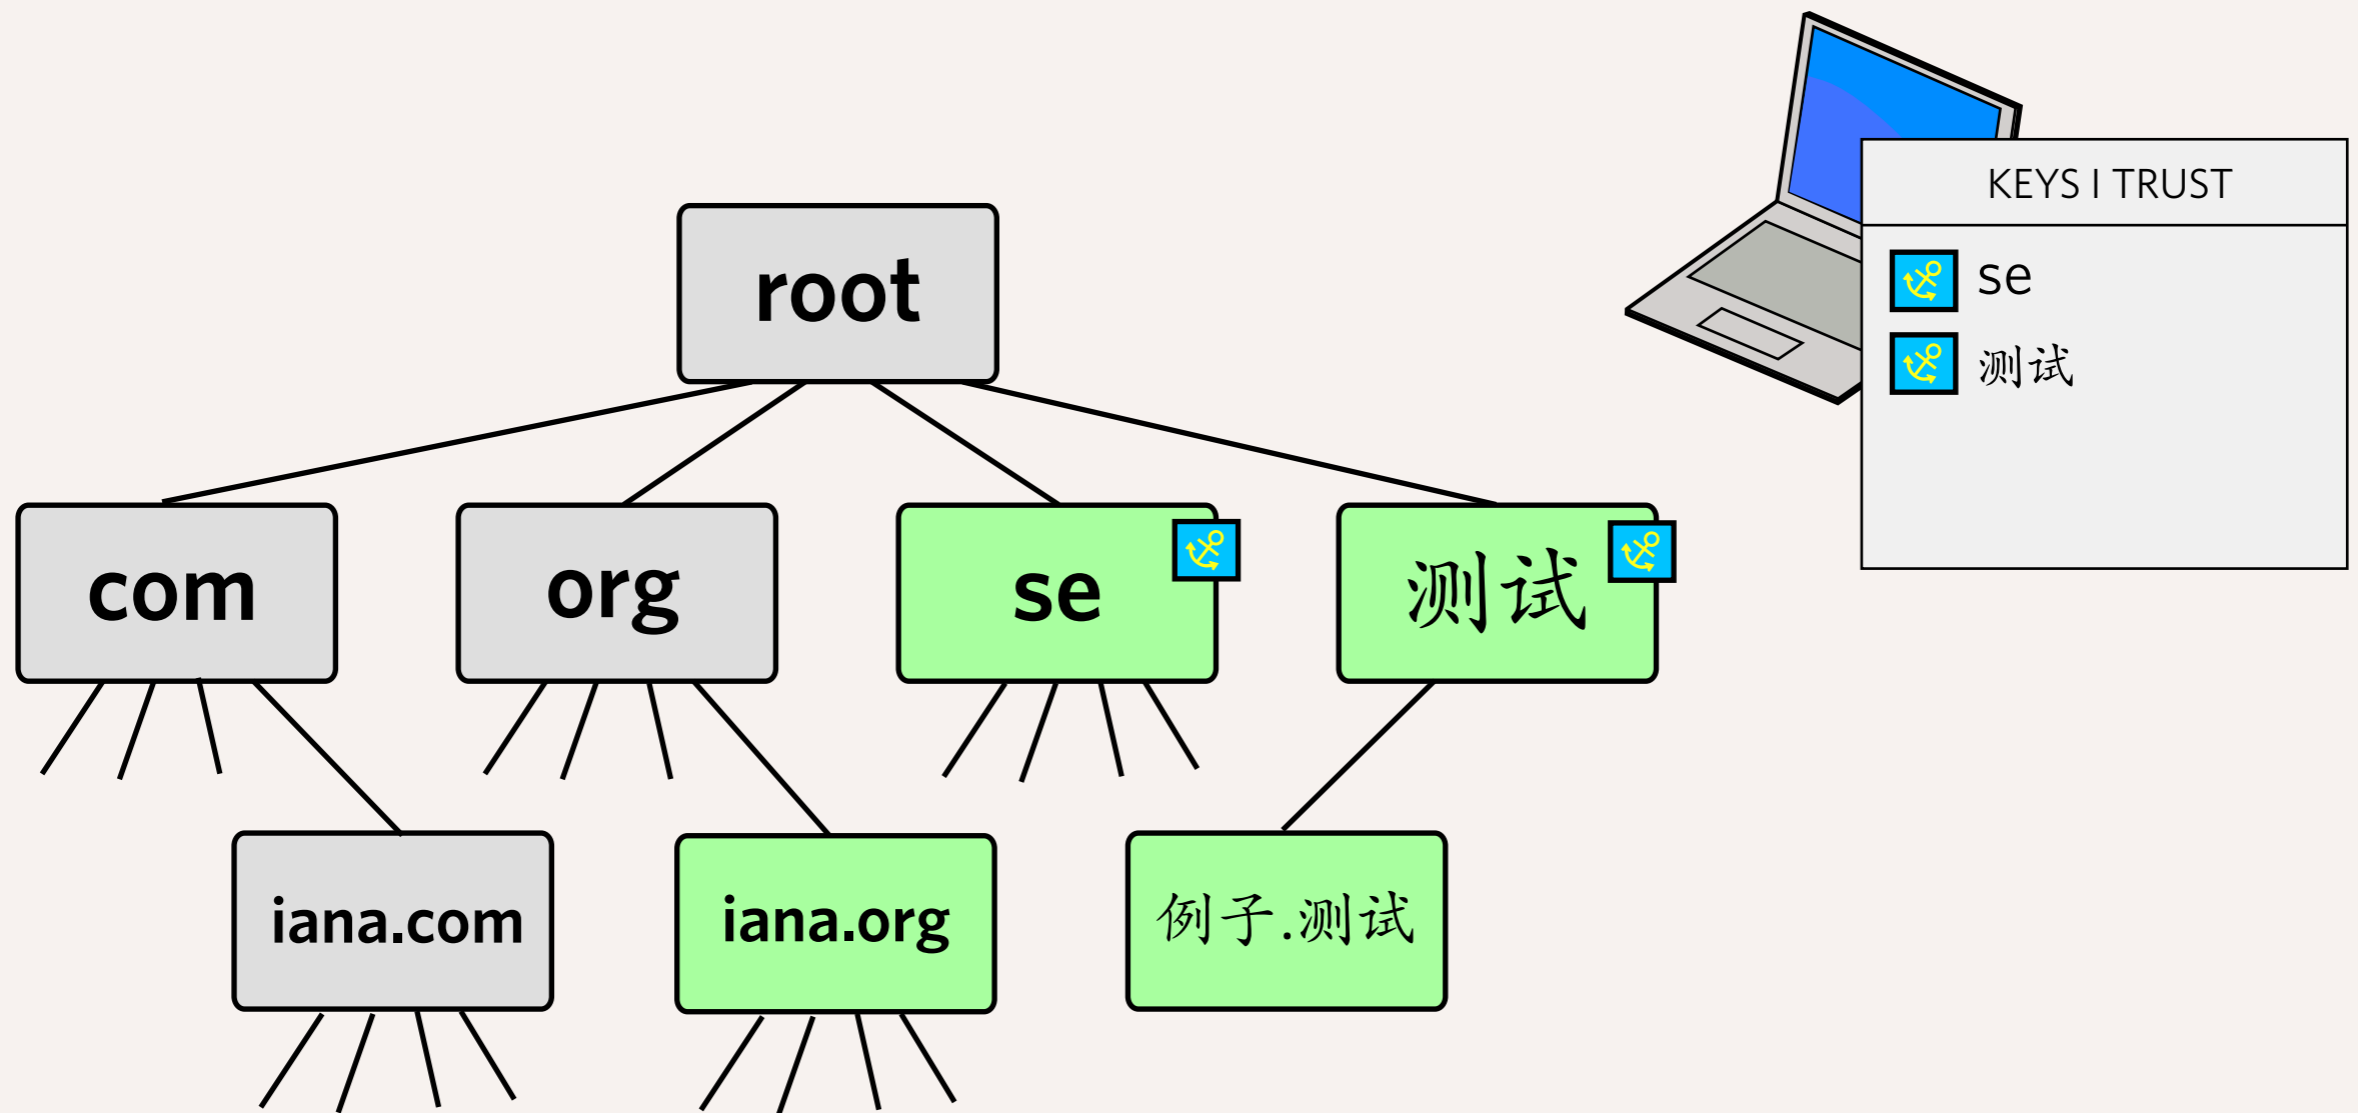 KEYS I TRUST
se
测试
root
com
org
se
测试
iana.com
iana.org
例子.测试